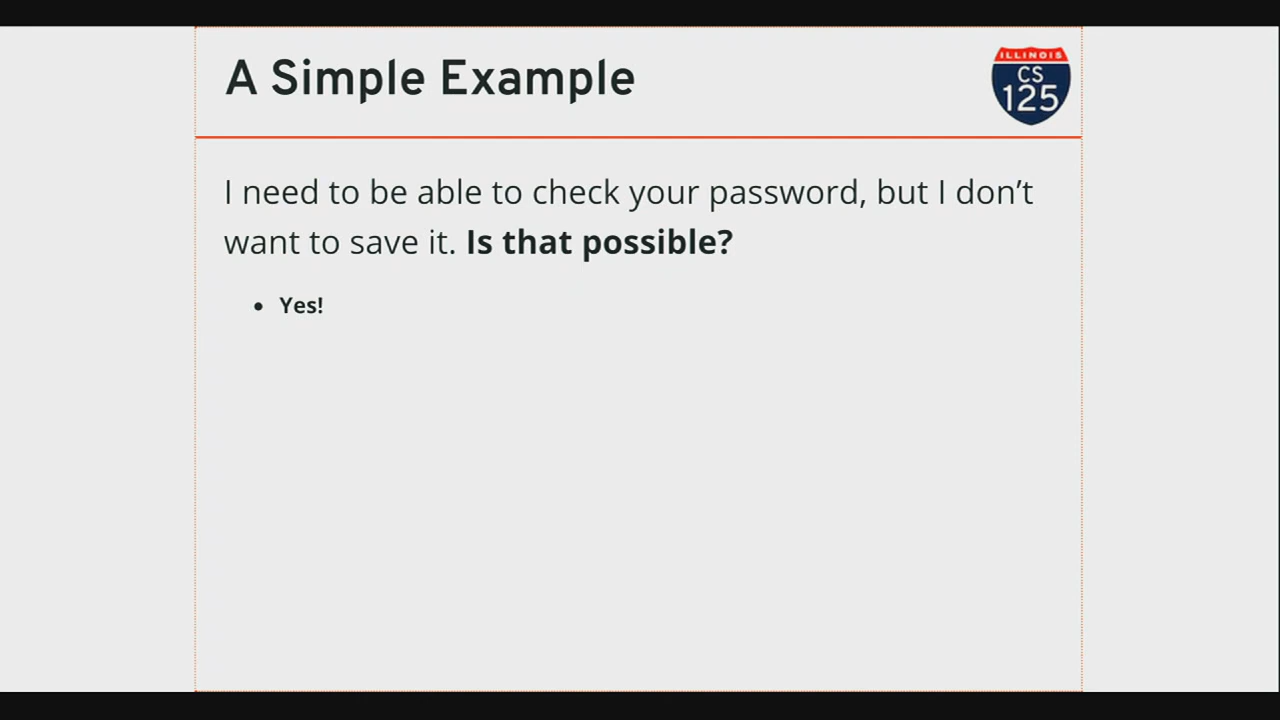 A Simple Example
ILLINOIS
CS
125
I need to be able to check your password, but I don’t
want to save it. Is that possible?
• Yes!